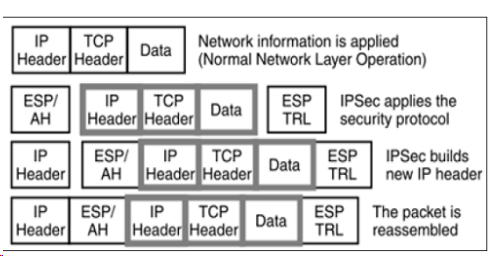 IP Header TCP Header Data Network information is applied
(Normal Network Layer Operation)
ESP/ AH IP Header TCP Header Data ESP TRL IPSec applies the
security protocol
IP Header ESP/ AH IP Header TCP Header Data ESP TRL IPSec builds
new IP header
IP Header ESP/ AH IP Header TCP Header Data ESP TRL The packet is
reassembled